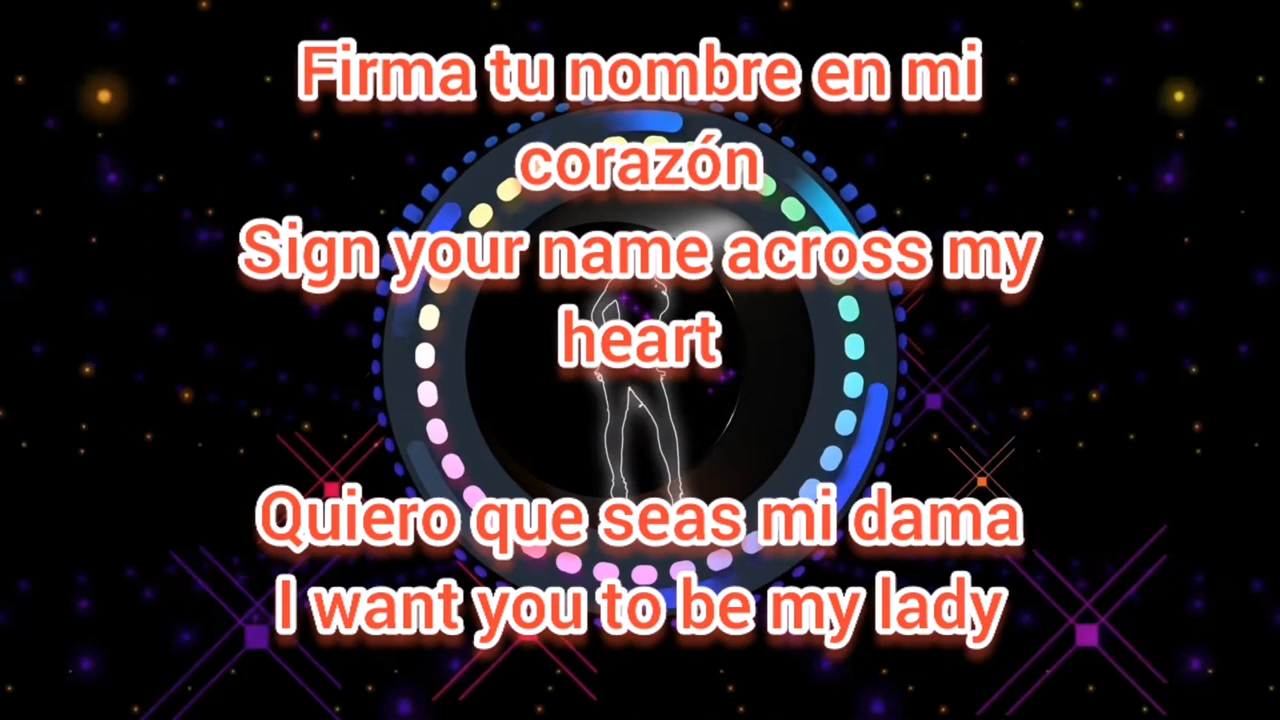 Firma tu nombre en mi
corazón
Sign your name across my
heart
Quiero que seas mi dama
I want you to be my lady